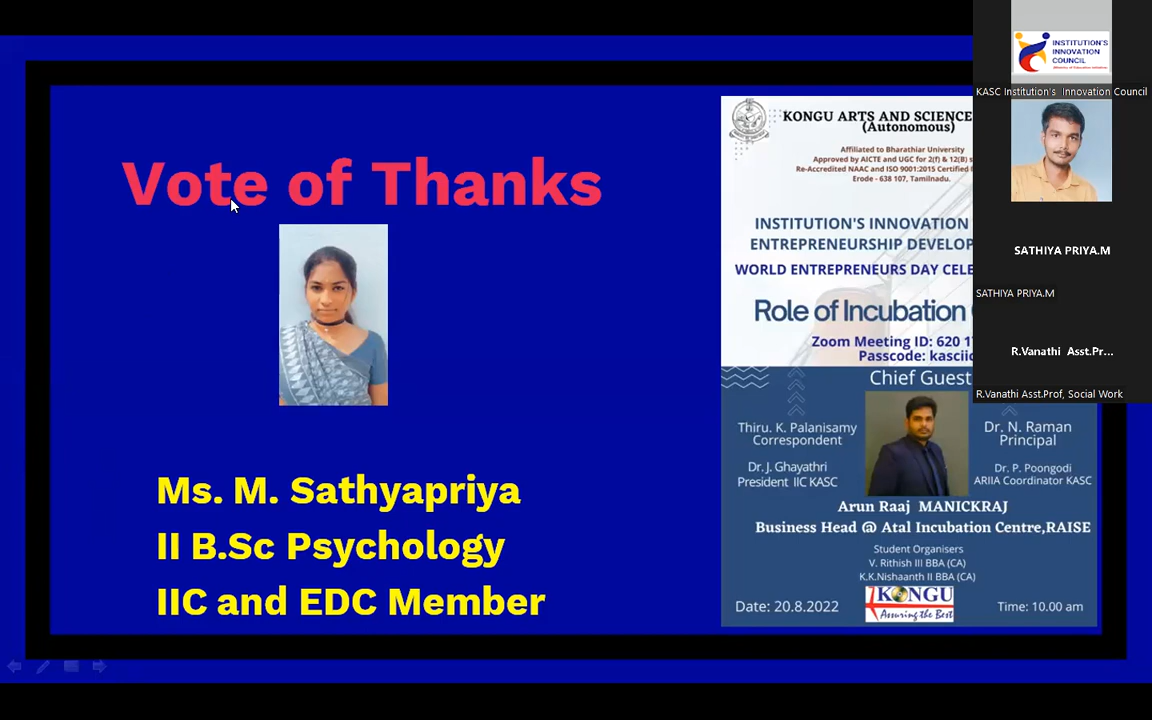 Vote of Thanks
Ms. M. Sathyapriya
II B.Sc Psychology
IIC and EDC Member
KONGU ARTS AND SCIENCE
(Autonomous)
Affiliated to Bharathiar University
Approved by AICTE and UGC for 2(f) & 12(B) s
Re-Accredited NAAC and ISO 9001:2015 Certified
Erode - 638 107, Tamilnadu.
INSTITUTION'S INNOVATION
ENTREPRENEURSHIP DEVELOP
WORLD ENTREPRENEURS DAY CELE
Role of Incubation
Zoom Meeting ID: 620 1
Passcode: kasciic
Chief Guest
Thiru. K. Palanisamy
Correspondent
Dr. J. Ghayathri
President IIC KASC
Dr. N. Raman
Principal
Dr. P. Poongodi
ARIIA Coordinator KASC
Arun Raaj MANICKRAJ
Business Head @ Atal Incubation Centre,RAISE
Student Organisers
V. Rithish III BBA (CA)
K.K.Nishaanth II BBA (CA)
Date: 20.8.2022
KONGU
Assuring the Best
Time: 10.00 am
INSTITUTION'S
INNOVATION
COUNCIL
KASC Institution's Innovation Council
SATHIYA PRIYA.M
SATHIYA PRIYA.M
R.Vanathi Asst.Pr...
R.Vanathi Asst.Prof, Social Work